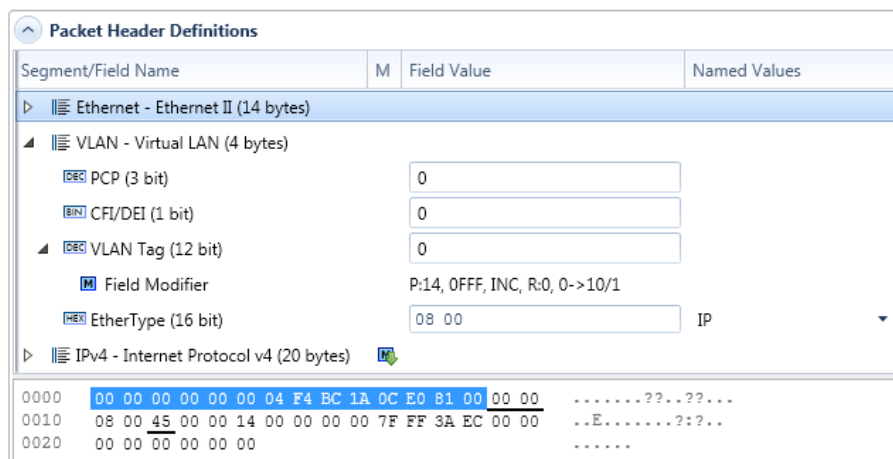 Packet Header Definitions
Segment/Field Name M Field Value Named Values
Ethernet - Ethernet II (14 bytes)
VLAN - Virtual LAN (4 bytes)
DEC PCP (3 bit) 0
BIN CFI/DEI (1 bit) 0
DEC VLAN Tag (12 bit) 0
M Field Modifier P:14, 0FFF, INC, R:0, 0->10/1
HEX EtherType (16 bit) 08 00 IP
IPv4 - Internet Protocol v4 (20 bytes) M
0000 00 00 00 00 00 00 04 F4 BC 1A 0C E0 81 00 00 00 .......??..??...
0010 08 00 45 00 00 14 00 00 00 00 7F FF 3A EC 00 00 ..E.......?:?..
0020 00 00 00 00 00 00 ......